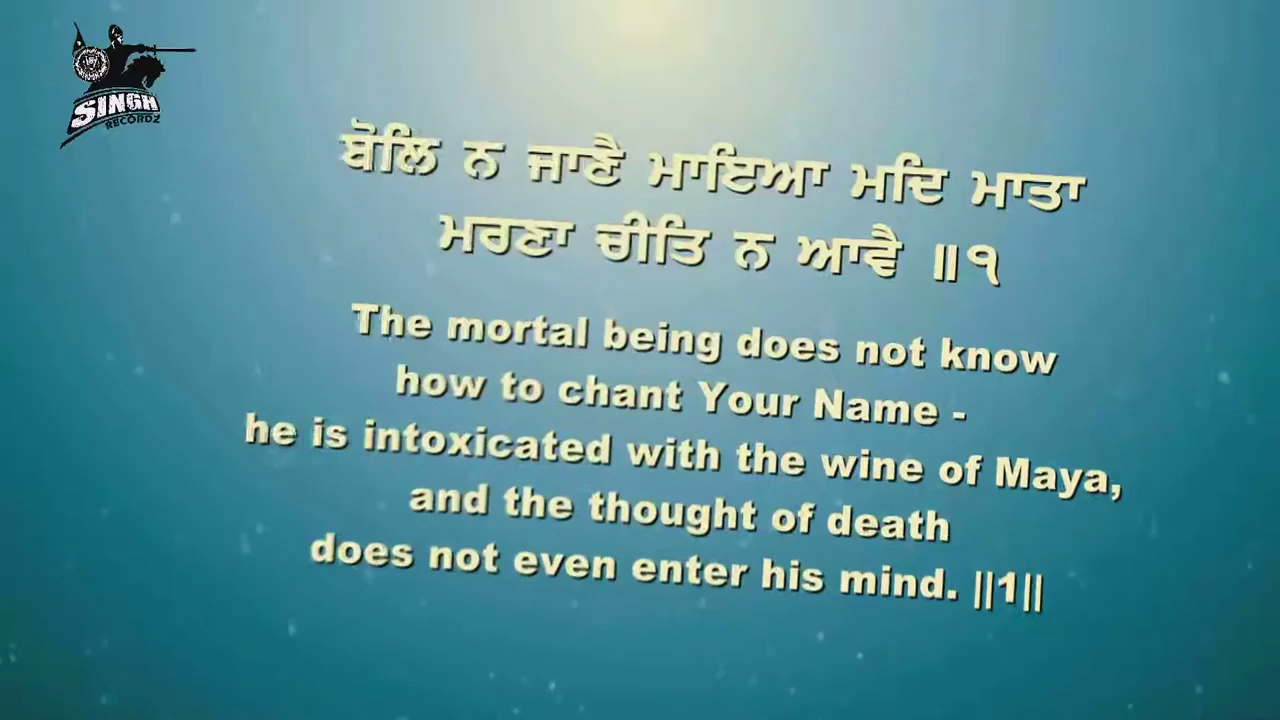 SINGH
RECORDZ
ਬੋਲਿ ਨ ਜਾਣੈ ਮਾਇਆ ਮਦਿ ਮਾਤਾ
ਮਰਣਾ ਚੀਤਿ ਨ ਆਵੈ ॥੧
The mortal being does not know
how to chant Your Name -
he is intoxicated with the wine of Maya,
and the thought of death
does not even enter his mind. ||1||